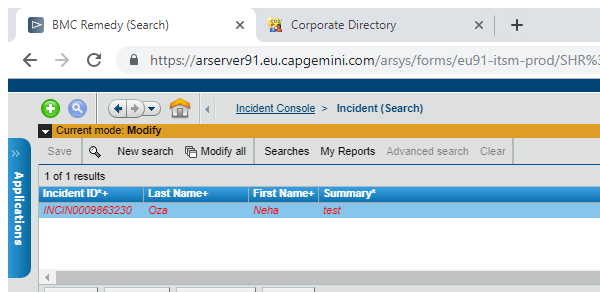 BMC Remedy (Search)
Corporate Directory
https://arserver91.eu.capgemini.com/arsys/forms/eu91-itsm-prod/SHR%
Incident Console > Incident (Search)
Current mode: Modify
Save New search Modify all Searches My Reports Advanced search Clear
Applications
1 of 1 results
Incident ID*+ Last Name+ First Name+ Summary*
INCIN0009863230 Oza Neha test